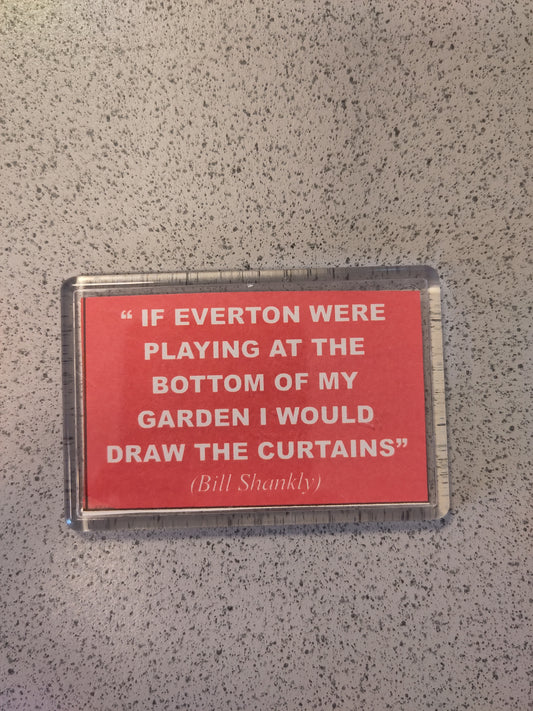 “ IF EVERTON WERE
PLAYING AT THE
BOTTOM OF MY
GARDEN I WOULD
DRAW THE CURTAINS”
(Bill Shankly)